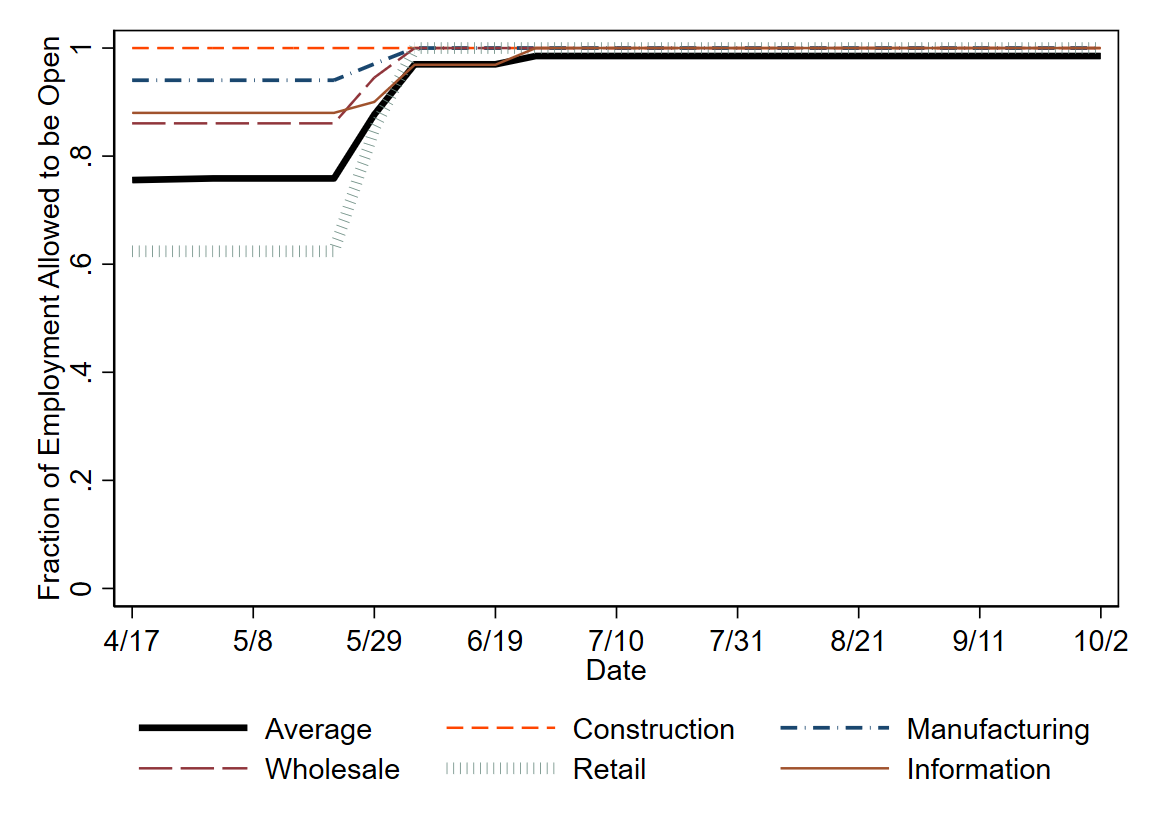 Fraction of Employment Allowed to be Open
1
.8
.6
.4
.2
0
4/17 5/8 5/29 6/19 7/10 7/31 8/21 9/11 10/2
Date
Average Construction Manufacturing
Wholesale Retail Information